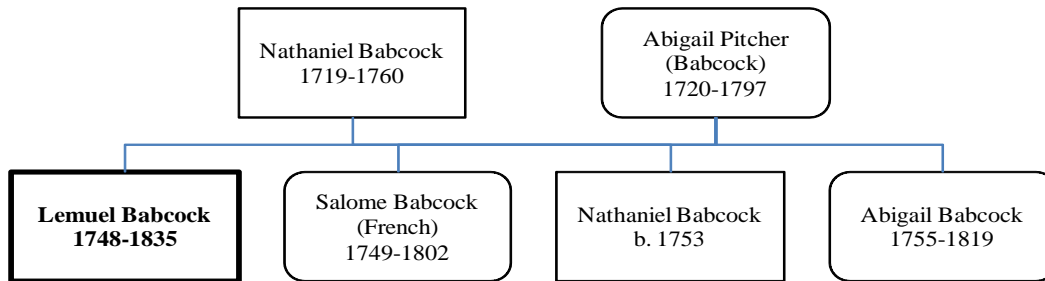 Nathaniel Babcock
1719-1760
Abigail Pitcher
(Babcock)
1720-1797
Lemuel Babcock
1748-1835
Salome Babcock
(French)
1749-1802
Nathaniel Babcock
b. 1753
Abigail Babcock
1755-1819